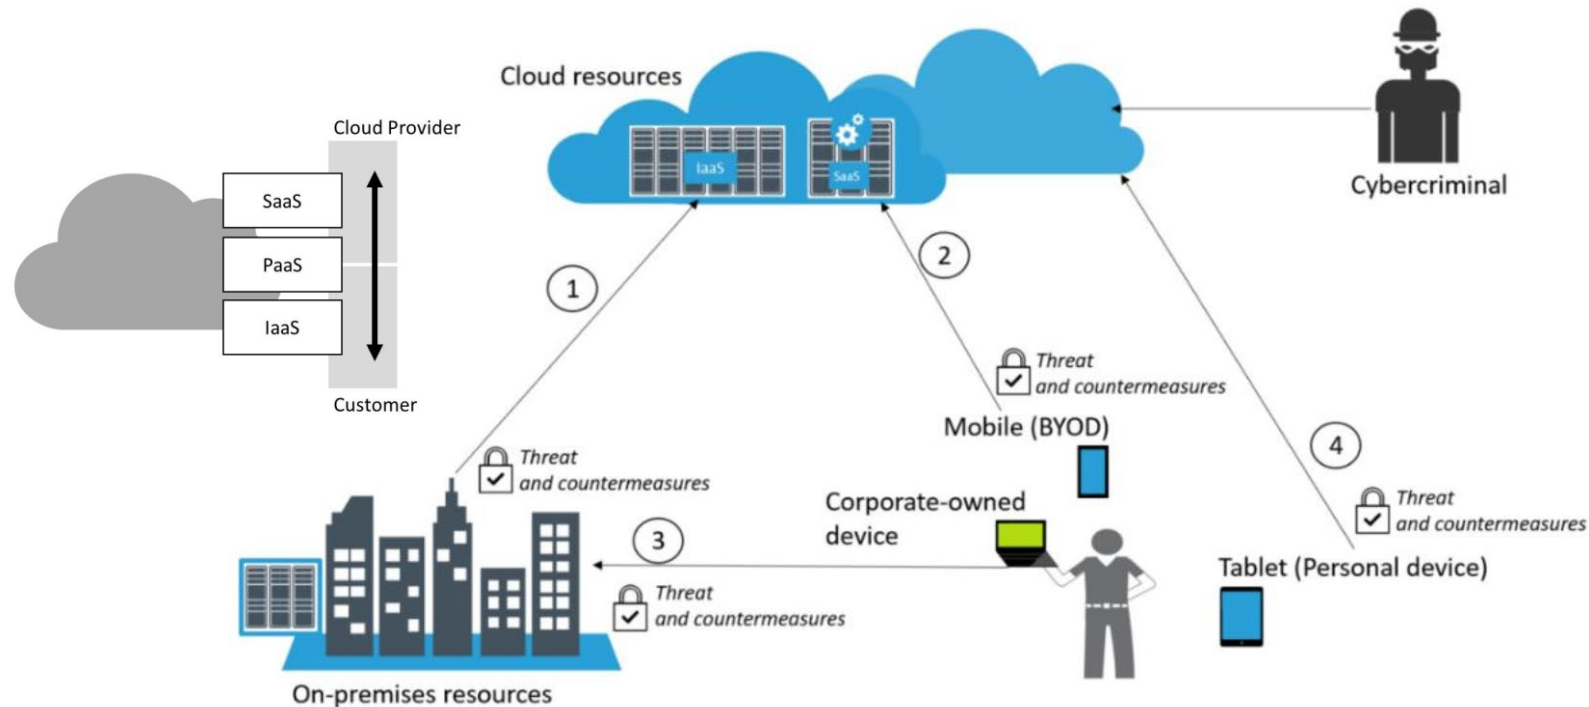 Cloud resources
Cybercriminal
Cloud Provider
SaaS
PaaS
IaaS
Customer
IaaS
SaaS
1
2
3
4
Threat
and countermeasures
Mobile (BYOD)
Threat
and countermeasures
Corporate-owned
device
Threat
and countermeasures
Tablet (Personal device)
Threat
and countermeasures
On-premises resources